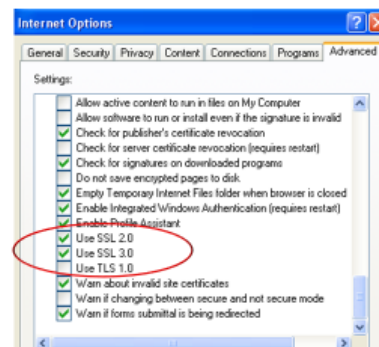 Internet Options
General Security Privacy Content Connections Programs Advanced
Settings:
Allow active content to run in files on My Computer
Allow software to run or install even if the signature is invalid
Check for publisher's certificate revocation
Check for server certificate revocation (requires restart)
Check for signatures on downloaded programs
Do not save encrypted pages to disk
Empty Temporary Internet Files folder when browser is closed
Enable Integrated Windows Authentication (requires restart)
Enable Profile Assistant
Use SSL 2.0
Use SSL 3.0
Use TLS 1.0
Warn about invalid site certificates
Warn if changing between secure and not secure mode
Warn if forms submittal is being redirected